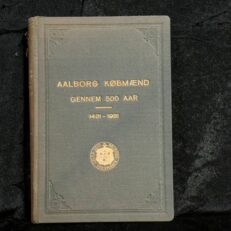 AALBORG KØBMÆND
GENNEM 500 AAR
1431-1931